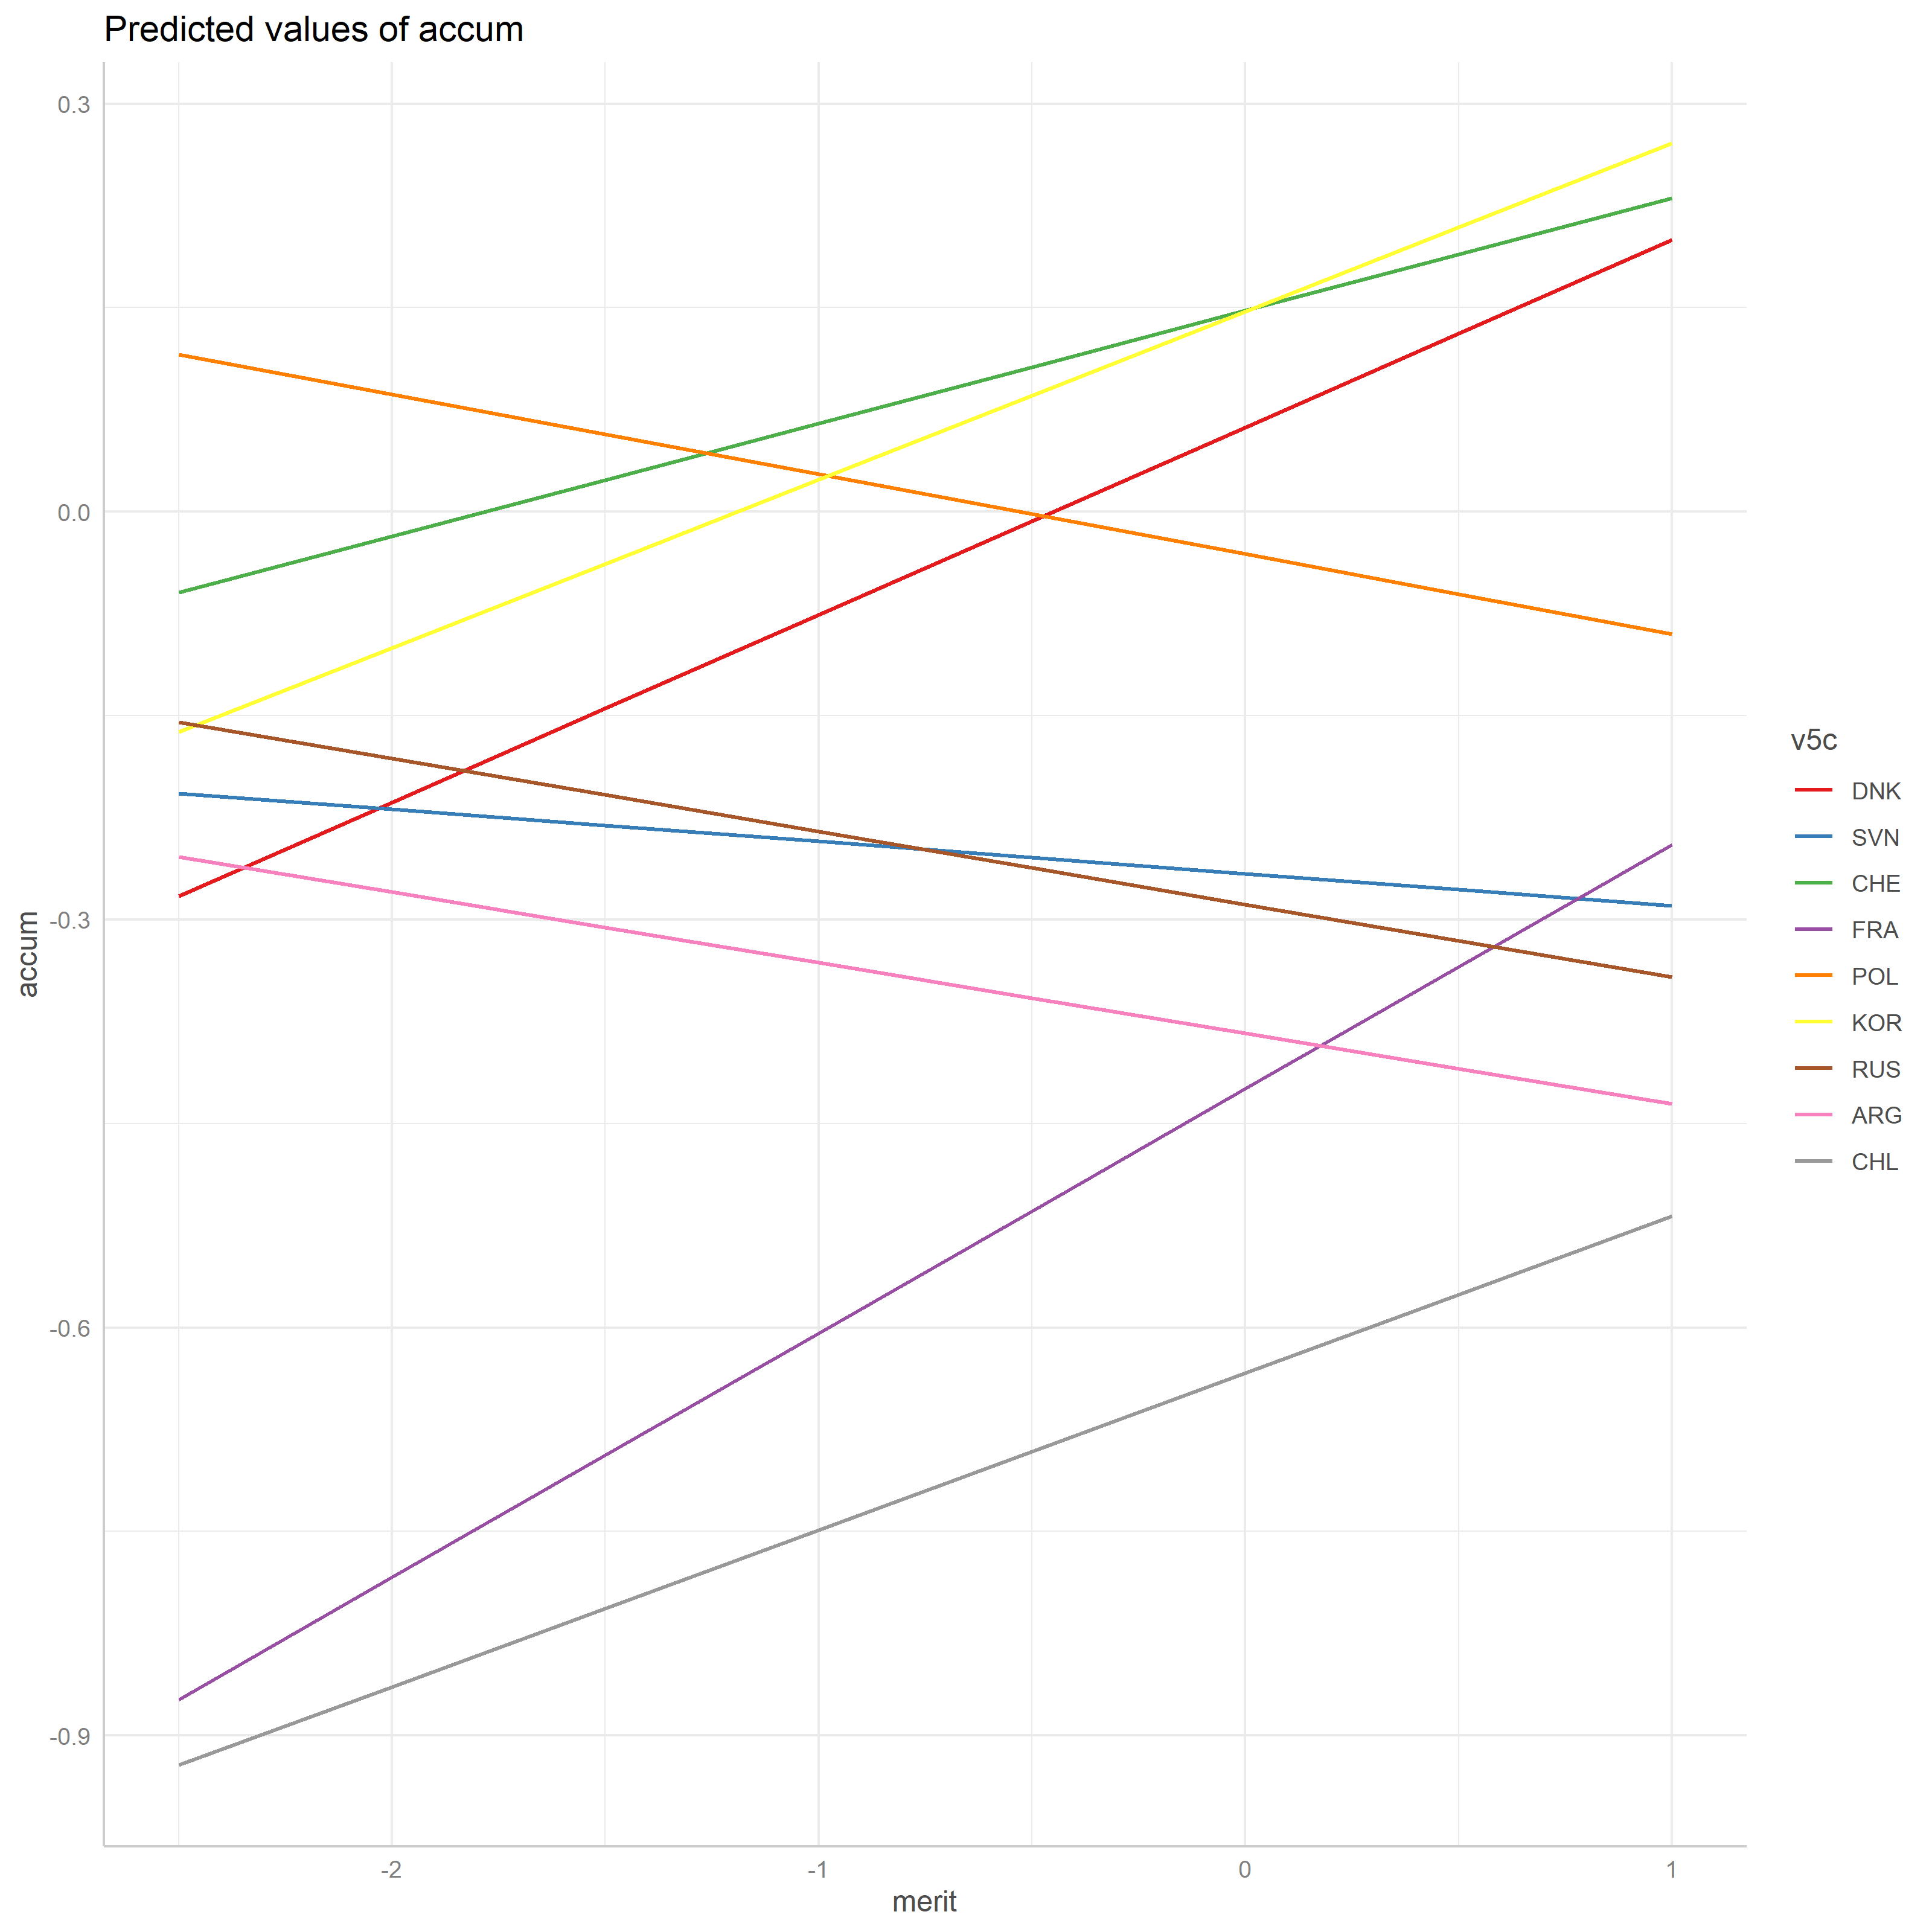 Predicted values of accum
0.3
0.0
-0.3
-0.6
-0.9
accum
-2
-1
0
1
merit
v5c
DNK
SVN
CHE
FRA
POL
KOR
RUS
ARG
CHL